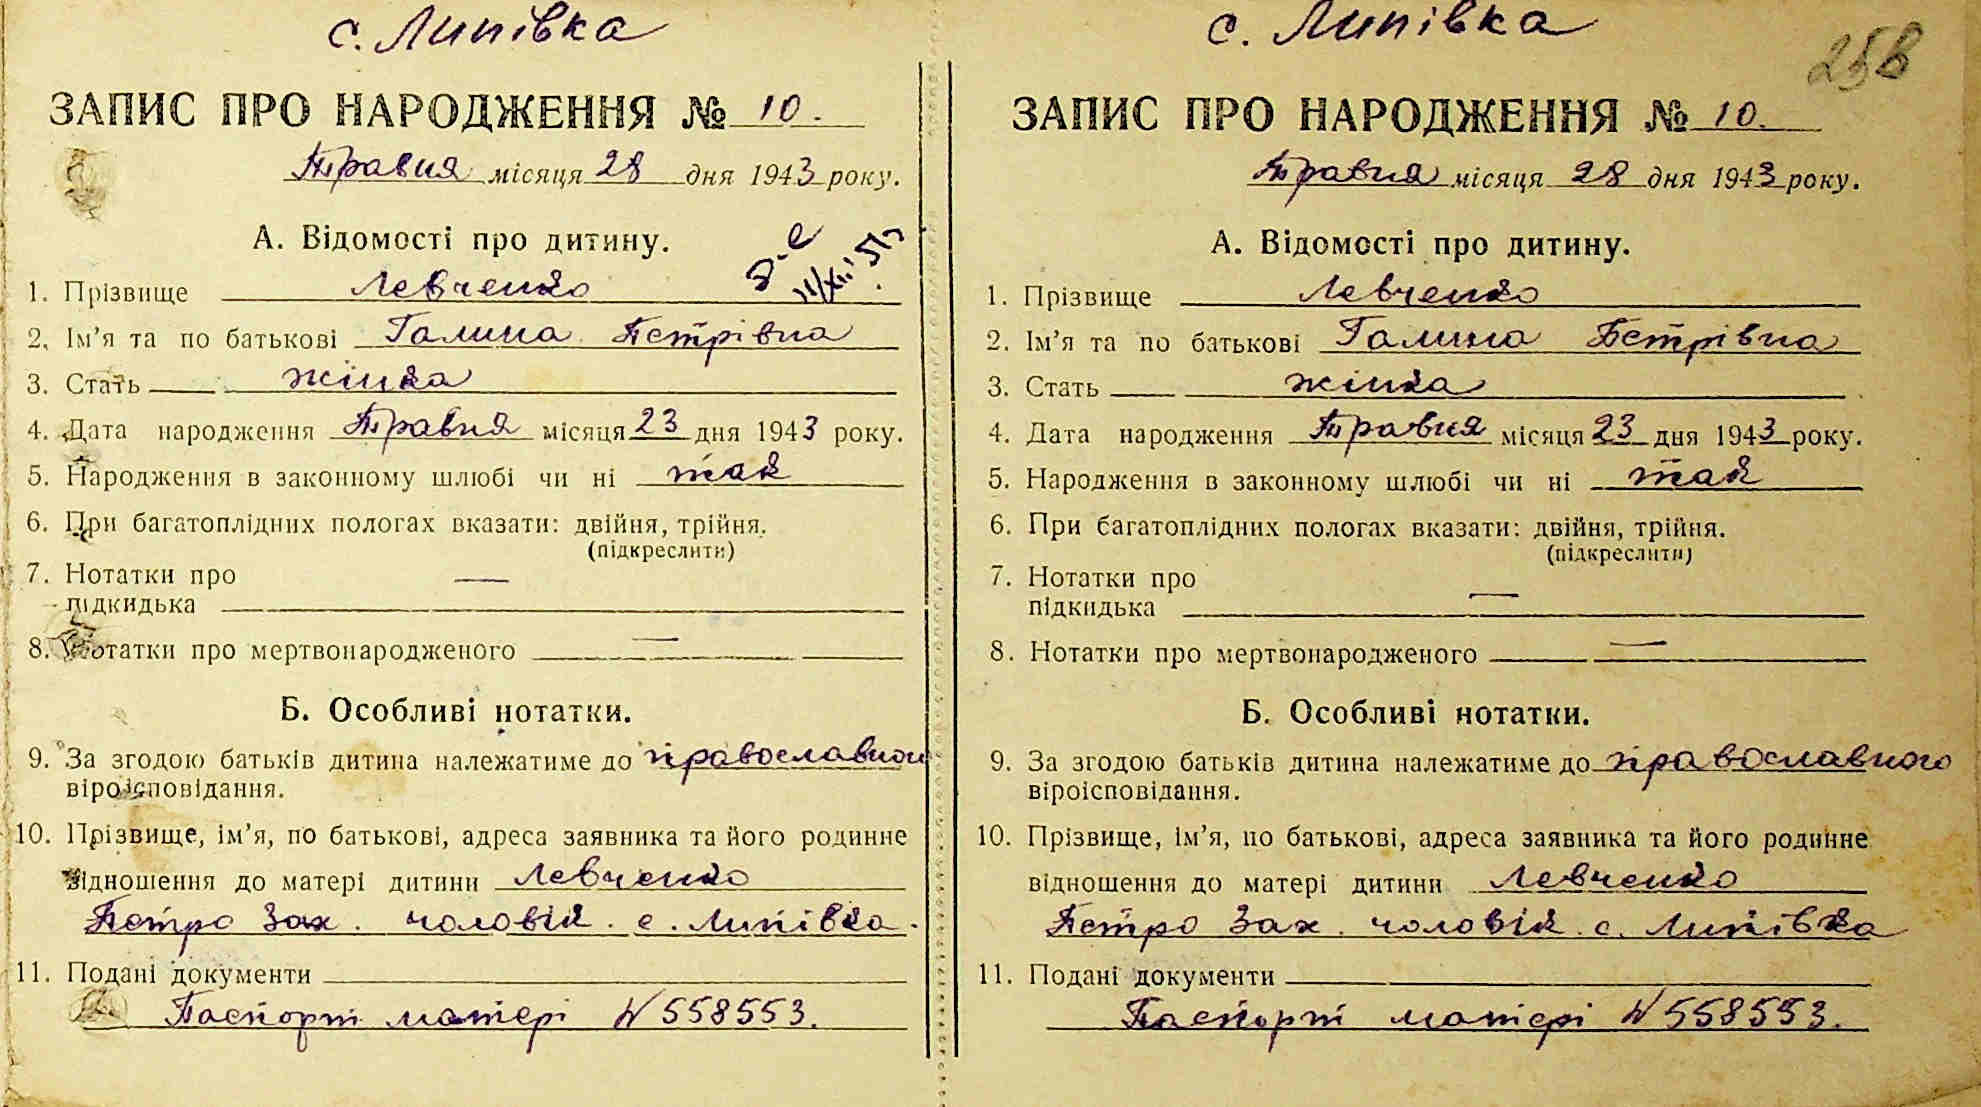 с. Липівка
ЗАПИС ПРО НАРОДЖЕННЯ № 10.
Травня місяця 28 дня 1943 року.
А. Відомості про дитину.
1. Прізвище Левченко
2. Ім'я та по батькові Галина Петрівна
3. Стать жінка
4. Дата народження Травня місяця 23 дня 1943 року.
5. Народження в законному шлюбі чи ні так
6. При багатоплідних пологах вказати: двійня, трійня.
(підкреслити)
7. Нотатки про —
підкидька
8. Нотатки про мертвонародженого —
Б. Особливі нотатки.
9. За згодою батьків дитина належатиме до православного
віроісповідання.
10. Прізвище, ім'я, по батькові, адреса заявника та його родинне
відношення до матері дитини Левченко
Петро Зах. чоловік. с. Липівка.
11. Подані документи
Паспорт матері N 558553.
с. Липівка
25в
ЗАПИС ПРО НАРОДЖЕННЯ № 10.
Травня місяця 28 дня 1943 року.
А. Відомості про дитину.
1. Прізвище Левченко
2. Ім'я та по батькові Галина Петрівна
3. Стать жінка
4. Дата народження Травня місяця 23 дня 1943 року.
5. Народження в законному шлюбі чи ні так
6. При багатоплідних пологах вказати: двійня, трійня.
(підкреслити)
7. Нотатки про
підкидька —
8. Нотатки про мертвонародженого —
Б. Особливі нотатки.
9. За згодою батьків дитина належатиме до православного
віроісповідання.
10. Прізвище, ім'я, по батькові, адреса заявника та його родинне
відношення до матері дитини Левченко
Петро Зах. чоловік. с. Липівка
11. Подані документи
Паспорт матері N 558553.